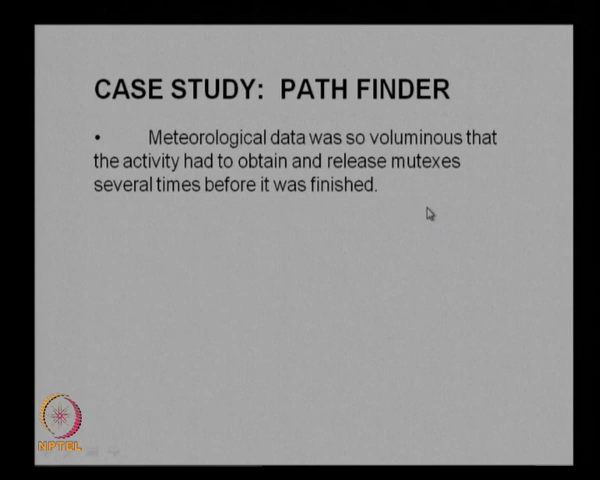 CASE STUDY: PATH FINDER
• Meteorological data was so voluminous that
the activity had to obtain and release mutexes
several times before it was finished.
NPTEL